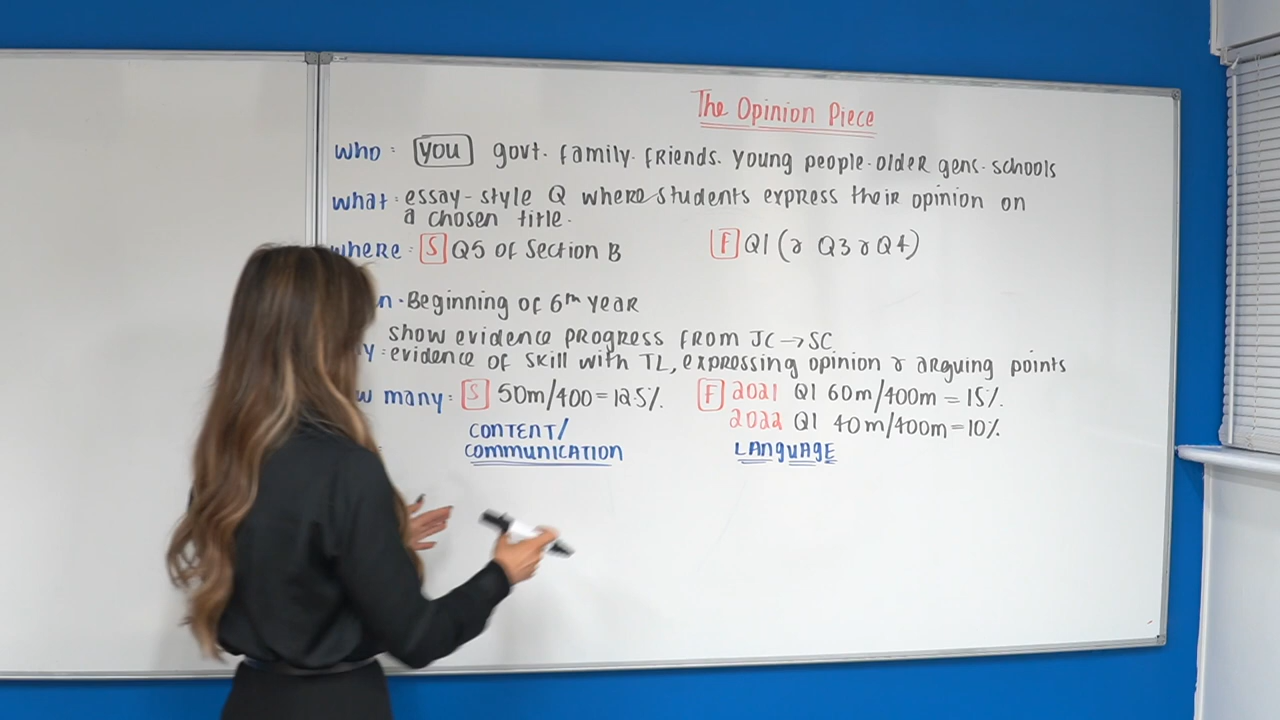 The Opinion Piece
who: you govt. family. friends. young people. older gens. schools
what: essay-style Q where students express their opinion on
a chosen title.
where: S Q5 of Section B F Q1 (& Q3 & Q4)
n. Beginning of 6th year
show evidence progress from JC → SC
y: evidence of skill with TL, expressing opinion & arguing points
w many: S 50m/400=12.5%. F 2021 Q1 60m/400m = 15%.
2022 Q1 40m/400m=10%
CONTENT/
COMMUNICATION LANGUAGE